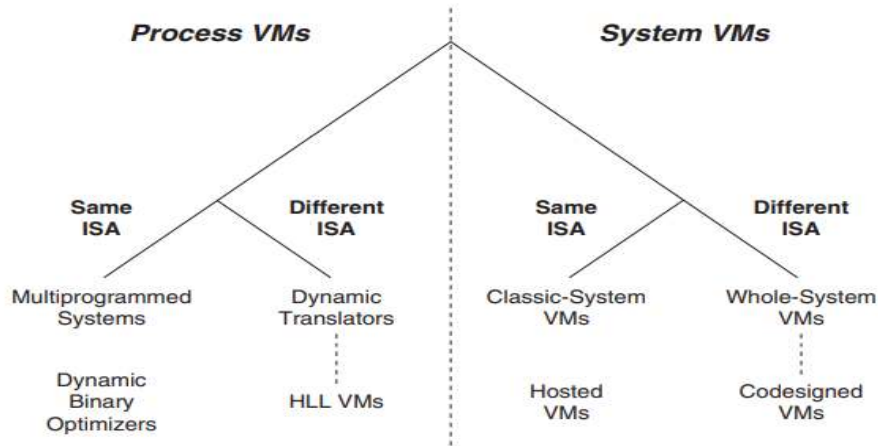 Process VMs
System VMs
Same
ISA
Different
ISA
Same
ISA
Different
ISA
Multiprogrammed
Systems
Dynamic
Translators
Classic-System
VMs
Whole-System
VMs
Dynamic
Binary
Optimizers
HLL VMs
Hosted
VMs
Codesigned
VMs